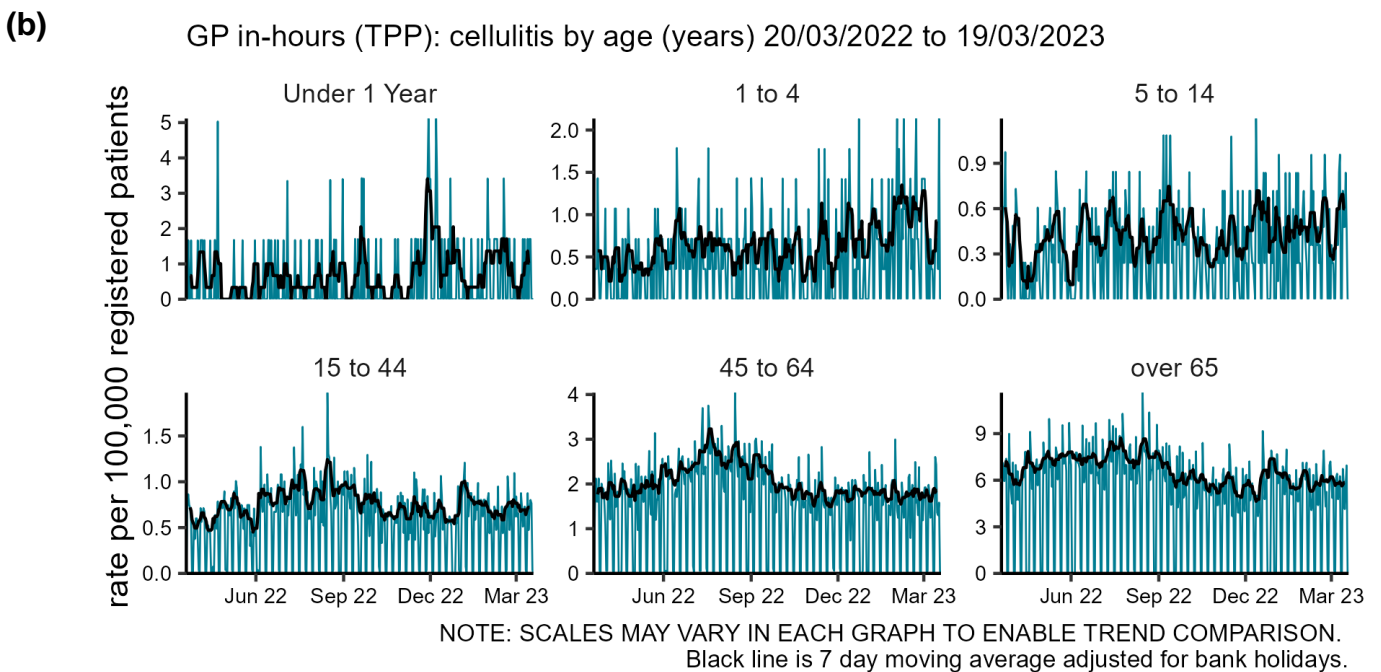 (b)
GP in-hours (TPP): cellulitis by age (years) 20/03/2022 to 19/03/2023
rate per 100,000 registered patients
Under 1 Year
1 to 4
5 to 14
5
4
3
2
1
0
2.0
1.5
1.0
0.5
0.0
0.9
0.6
0.3
0.0
15 to 44
45 to 64
over 65
1.5
1.0
0.5
0.0
4
3
2
1
0
9
6
3
0
Jun 22 Sep 22 Dec 22 Mar 23
Jun 22 Sep 22 Dec 22 Mar 23
Jun 22 Sep 22 Dec 22 Mar 23
NOTE: SCALES MAY VARY IN EACH GRAPH TO ENABLE TREND COMPARISON.
Black line is 7 day moving average adjusted for bank holidays.